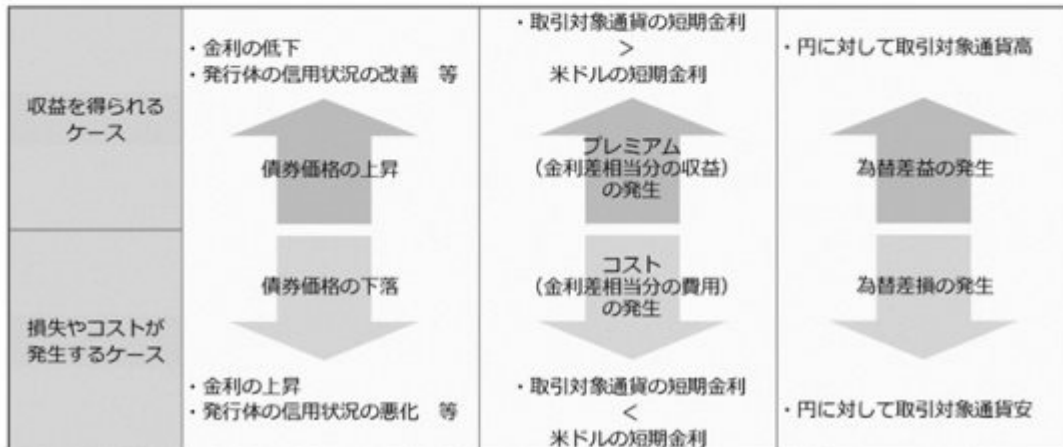 収益を得られる
ケース
・金利の低下
・発行体の信用状況の改善　等
債券価格の上昇
・取引対象通貨の短期金利
＞
米ドルの短期金利
プレミアム
（金利差相当分の収益）
の発生
・円に対して取引対象通貨高
為替差益の発生
損失やコストが
発生するケース
債券価格の下落
・金利の上昇
・発行体の信用状況の悪化　等
コスト
（金利差相当分の費用）
の発生
・取引対象通貨の短期金利
＜
米ドルの短期金利
為替差損の発生
・円に対して取引対象通貨安